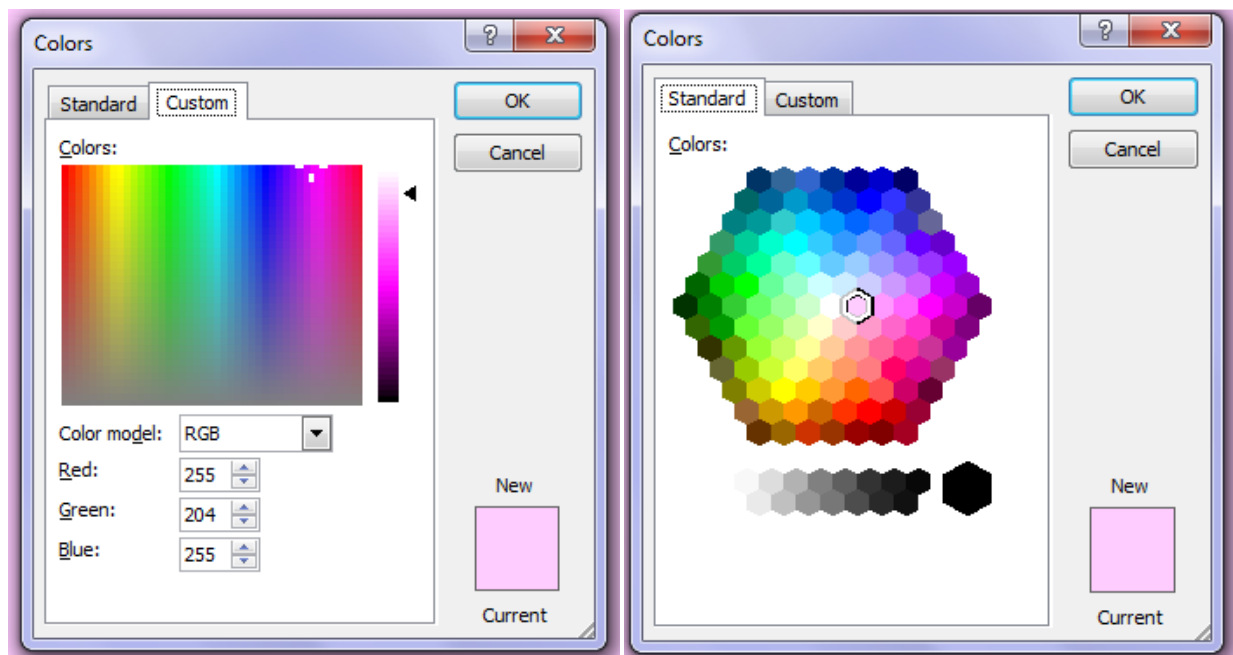 Colors
?
X
Standard
Custom
OK
Colors:
Cancel
Color model:
RGB
Red:
255
Green:
204
Blue:
255
New
Current
Colors
?
X
Standard
Custom
OK
Colors:
Cancel
New
Current